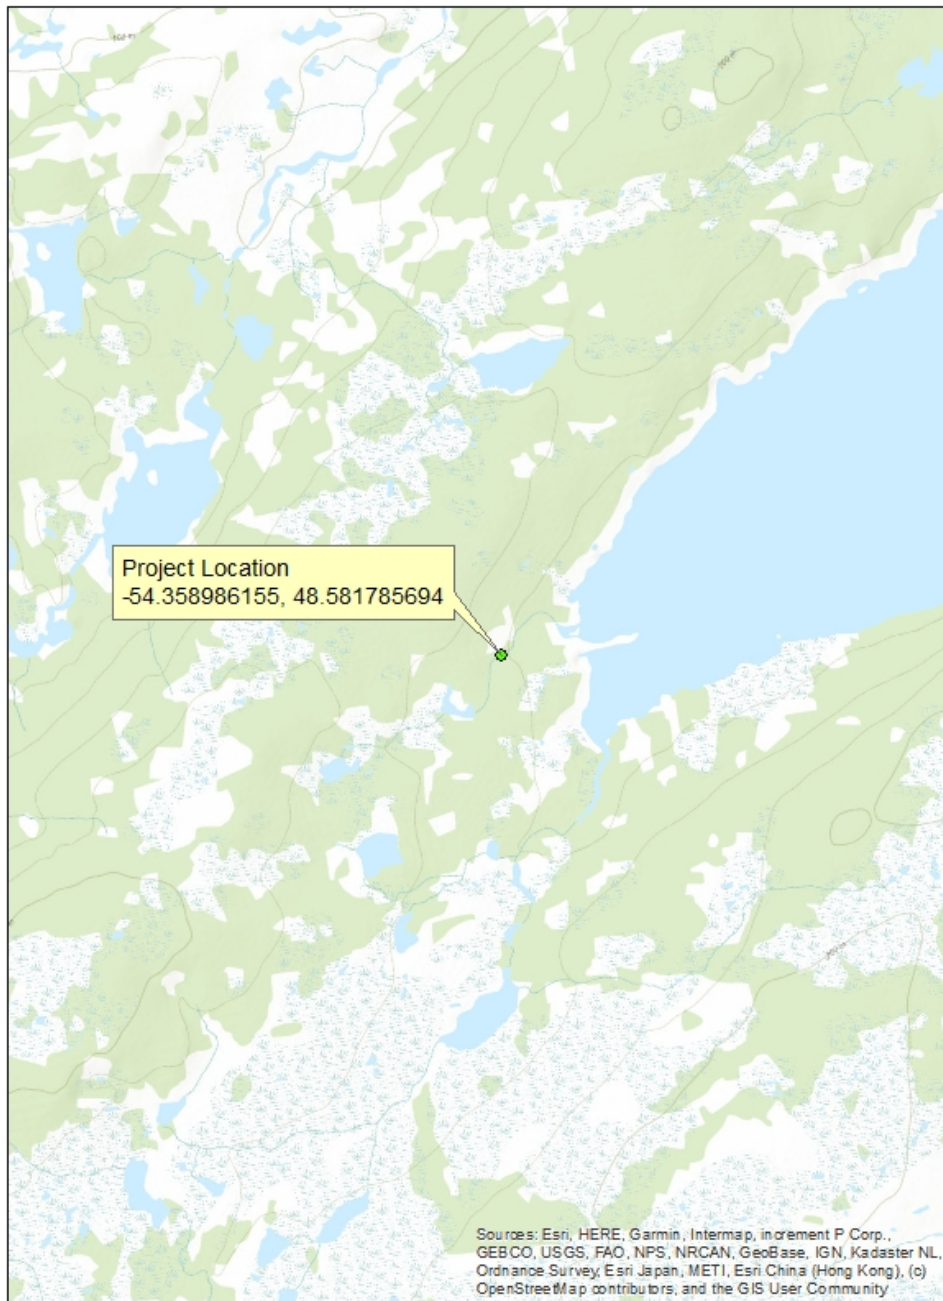 Project Location
-54.358986155, 48.581785694
Sources: Esri, HERE, Garmin, Intermap, increment P Corp.,
GEBCO, USGS, FAO, NPS, NRCAN, GeoBase, IGN, Kadaster NL,
Ordnance Survey, Esri Japan, METI, Esri China (Hong Kong), (c)
OpenStreetMap contributors, and the GIS User Community